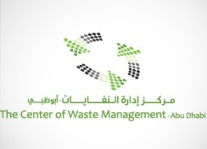 مركز إدارة النفايات - أبوظبي
The Center of Waste Management - Abu Dhabi